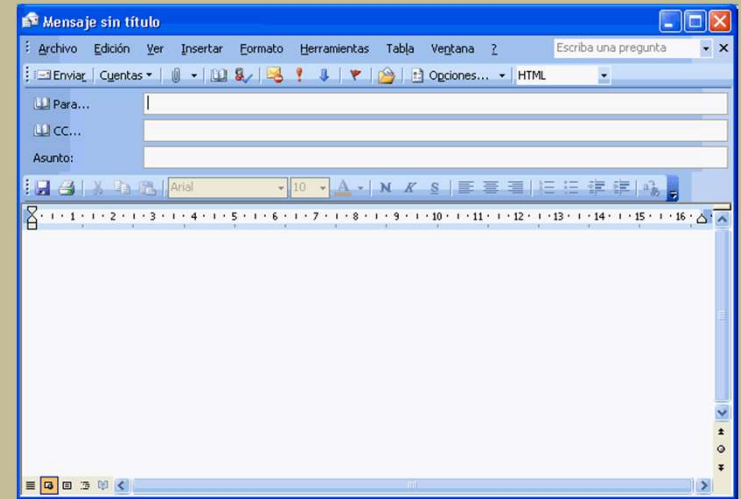 Mensaje sin título
Archivo Edición Ver Insertar Formato Herramientas Tabla Ventana ? Escriba una pregunta
Enviar Cuentas Opciones... HTML
Para...
CC...
Asunto:
Arial 10 A N K S
1 2 3 4 5 6 7 8 9 10 11 12 13 14 15 16